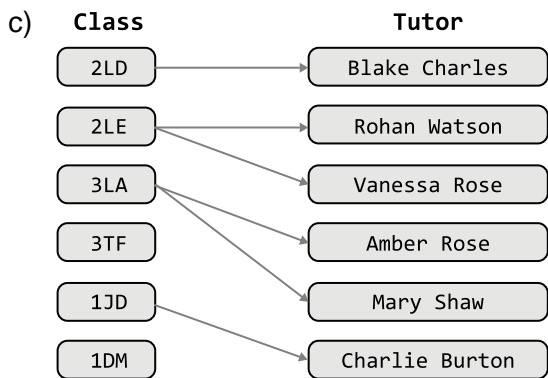 c) Class Tutor
2LD Blake Charles
2LE Rohan Watson
3LA Vanessa Rose
3TF Amber Rose
1JD Mary Shaw
1DM Charlie Burton